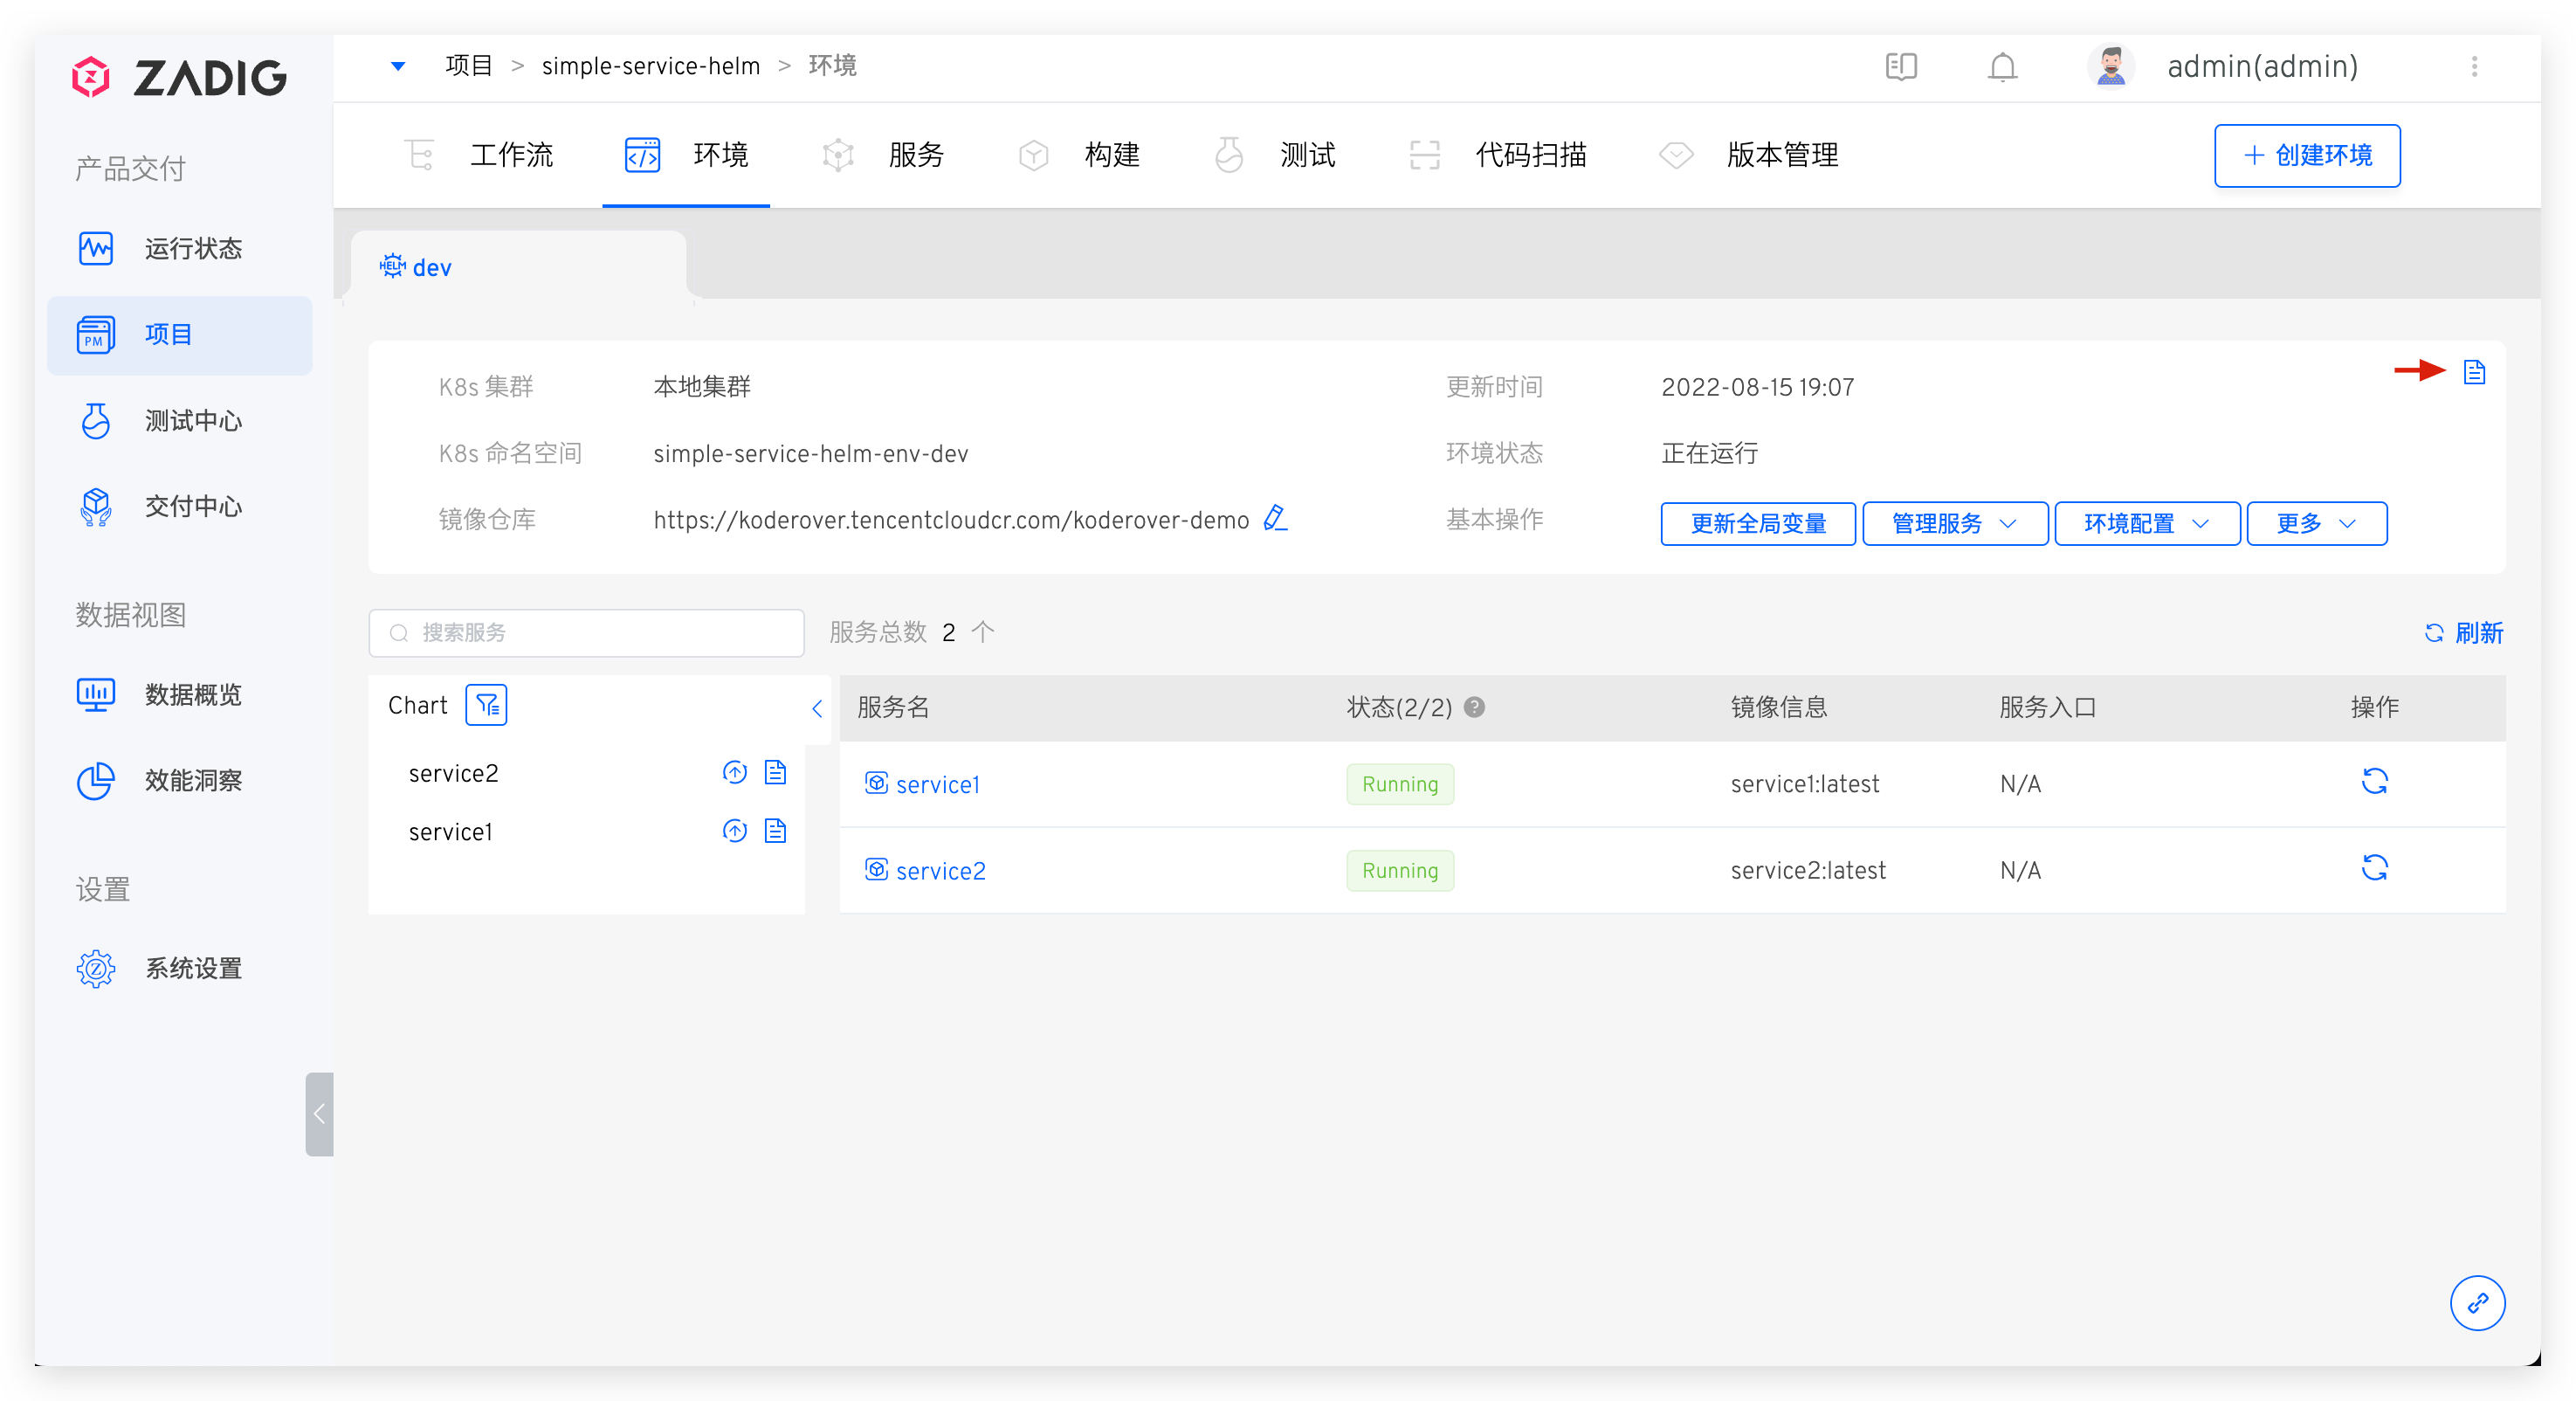 ZADIG
项目 > simple-service-helm > 环境
admin(admin)
产品交付
运行状态
项目
PM
测试中心
交付中心
数据视图
数据概览
效能洞察
设置
系统设置
工作流 环境 服务 构建 测试 代码扫描 版本管理
+ 创建环境
HELM dev
K8s 集群 本地集群
更新时间 2022-08-15 19:07
K8s 命名空间 simple-service-helm-env-dev
环境状态 正在运行
镜像仓库 https://koderover.tencentcloudcr.com/koderover-demo
基本操作 更新全局变量 管理服务 环境配置 更多
搜索服务 服务总数 2 个 刷新
Chart
service2
service1
服务名 状态(2/2) ? 镜像信息 服务入口 操作
service1 Running service1:latest N/A
service2 Running service2:latest N/A